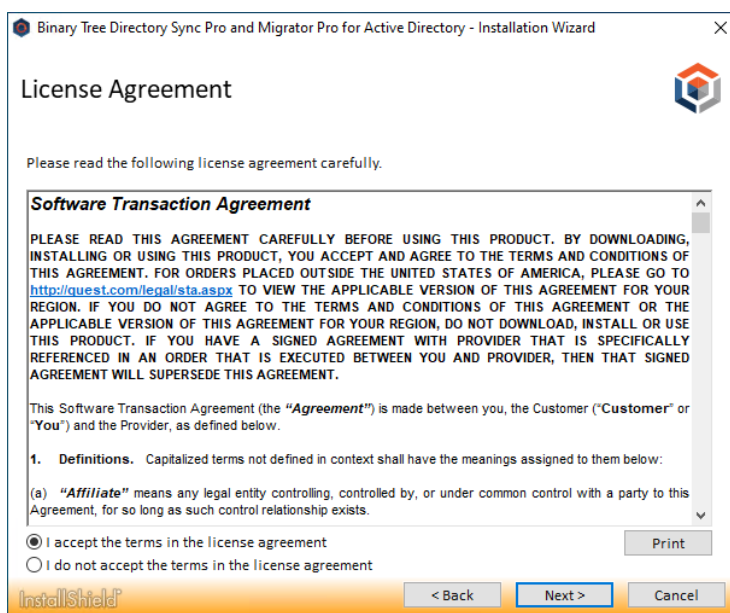 Binary Tree Directory Sync Pro and Migrator Pro for Active Directory - Installation Wizard
License Agreement
Please read the following license agreement carefully.
Software Transaction Agreement
PLEASE READ THIS AGREEMENT CAREFULLY BEFORE USING THIS PRODUCT. BY DOWNLOADING,
INSTALLING OR USING THIS PRODUCT, YOU ACCEPT AND AGREE TO THE TERMS AND CONDITIONS OF
THIS AGREEMENT. FOR ORDERS PLACED OUTSIDE THE UNITED STATES OF AMERICA, PLEASE GO TO
http://quest.com/legal/sta.aspx TO VIEW THE APPLICABLE VERSION OF THIS AGREEMENT FOR YOUR
REGION. IF YOU DO NOT AGREE TO THE TERMS AND CONDITIONS OF THIS AGREEMENT OR THE
APPLICABLE VERSION OF THIS AGREEMENT FOR YOUR REGION, DO NOT DOWNLOAD, INSTALL OR USE
THIS PRODUCT. IF YOU HAVE A SIGNED AGREEMENT WITH PROVIDER THAT IS SPECIFICALLY
REFERENCED IN AN ORDER THAT IS EXECUTED BETWEEN YOU AND PROVIDER, THEN THAT SIGNED
AGREEMENT WILL SUPERSEDE THIS AGREEMENT.
This Software Transaction Agreement (the “Agreement”) is made between you, the Customer (“Customer” or
“You”) and the Provider, as defined below.
1. Definitions. Capitalized terms not defined in context shall have the meanings assigned to them below:
(a) “Affiliate” means any legal entity controlling, controlled by, or under common control with a party to this
Agreement, for so long as such control relationship exists.
I accept the terms in the license agreement
Print
I do not accept the terms in the license agreement
InstallShield
< Back
Next >
Cancel